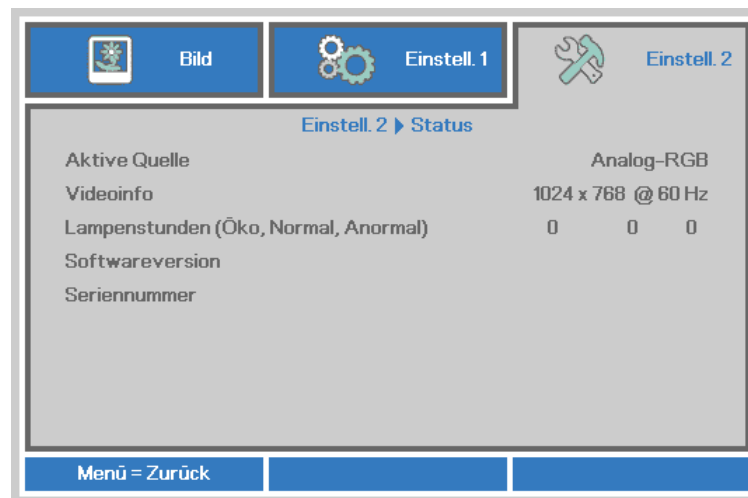 Bild
Einstell. 1
Einstell. 2
Einstell. 2 ▶ Status
Aktive Quelle Analog-RGB
Videoinfo 1024 x 768 @ 60 Hz
Lampenstunden (Öko, Normal, Anormal) 0 0 0
Softwareversion
Seriennummer
Menü = Zurück